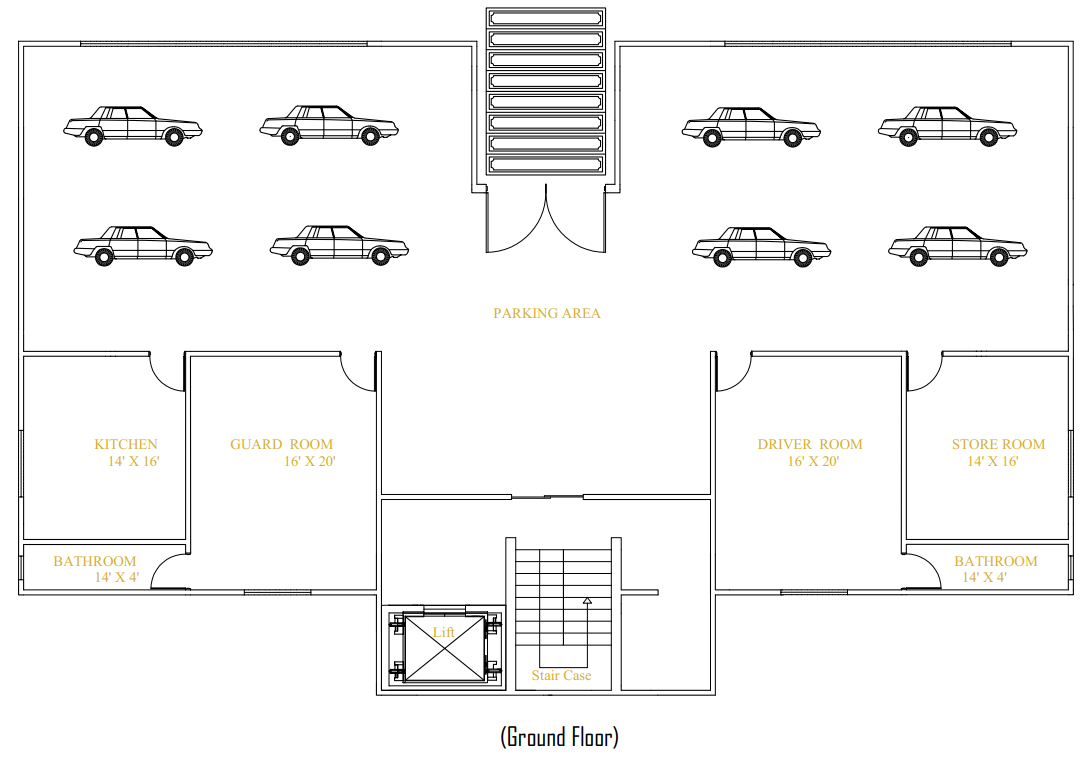 PARKING AREA
KITCHEN
14' X 16'
GUARD ROOM
16' X 20'
DRIVER ROOM
16' X 20'
STORE ROOM
14' X 16'
BATHROOM
14' X 4'
BATHROOM
14' X 4'
Lift
Stair Case
(Ground Floor)